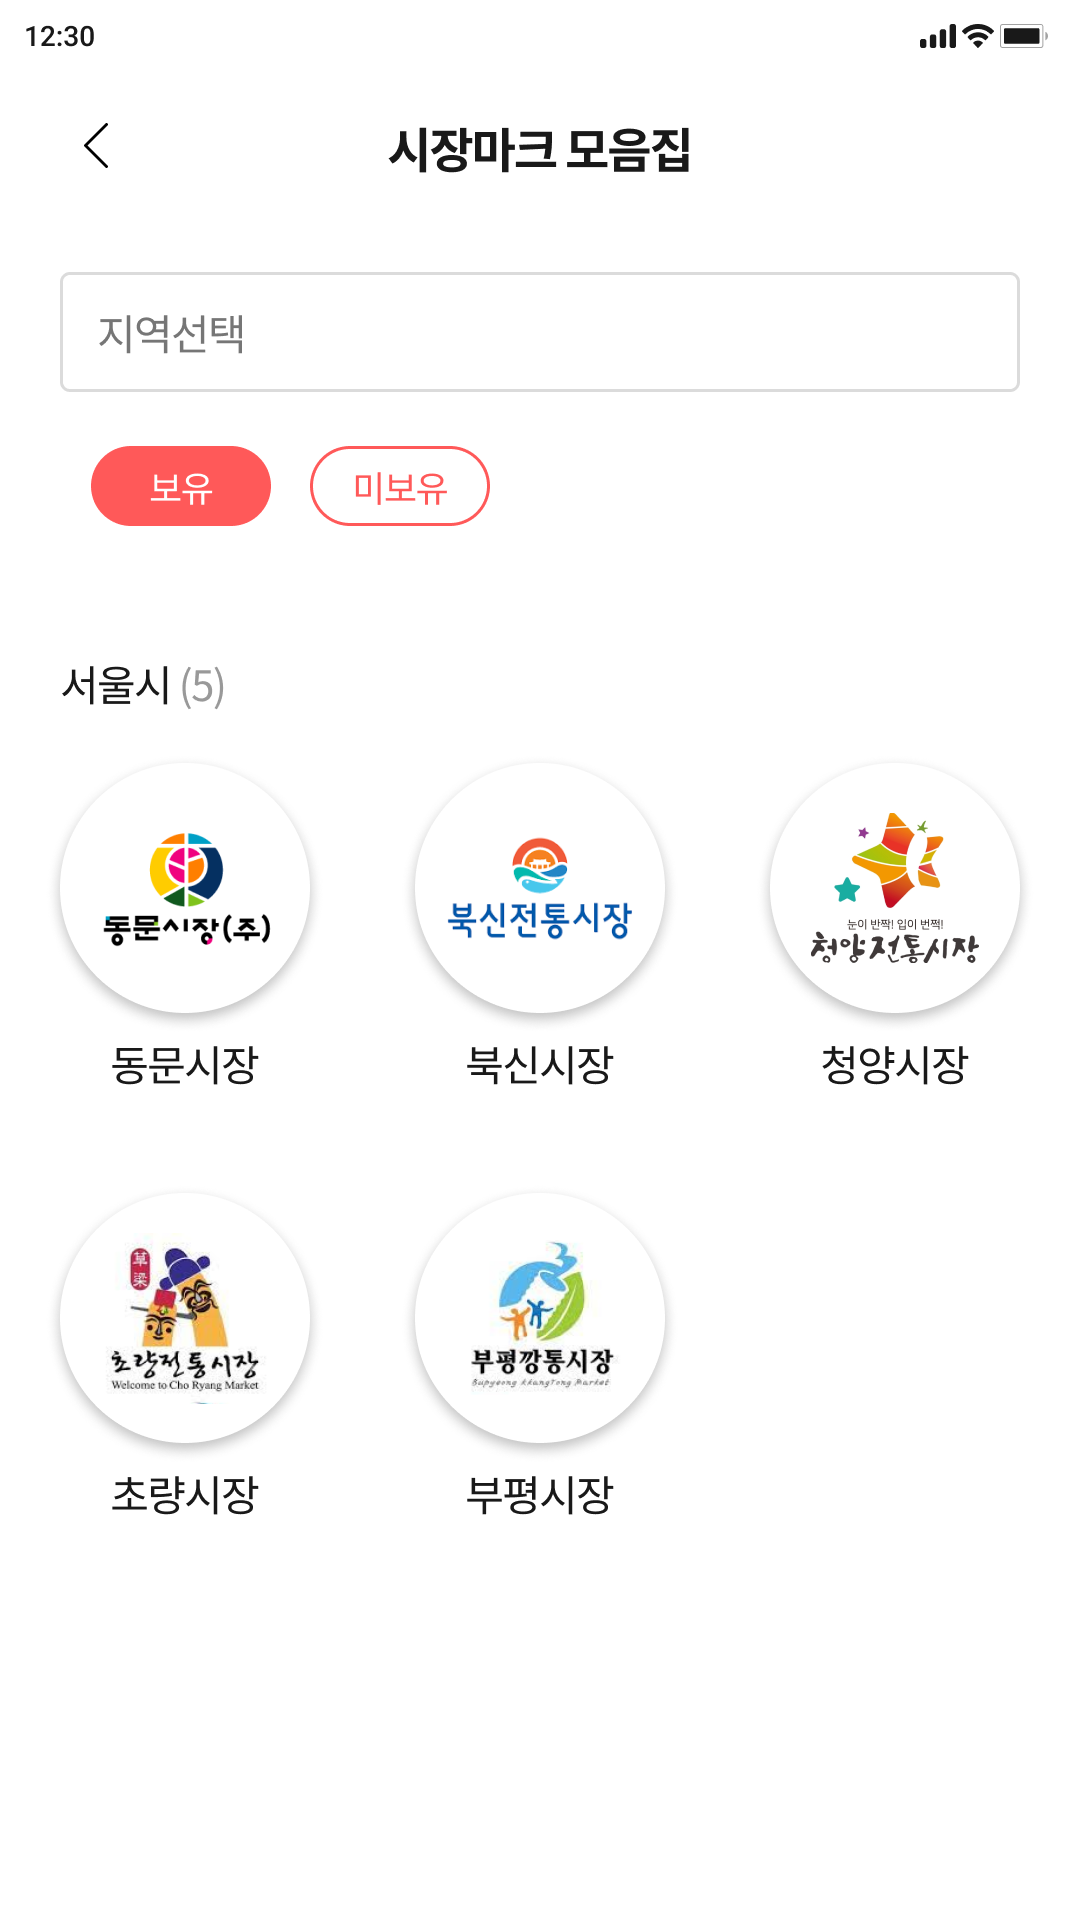 12:30
시장마크 모음집
지역선택
보유 미보유
서울시 (5)
동문시장(주)
북신전통시장
눈이 반짝! 입이 번쩍!
청양전통시장
동문시장 북신시장 청양시장
草梁
초량전통시장
Welcome to Cho Ryang Market
부평깡통시장
Bupyeong KkangTong Market
초량시장 부평시장